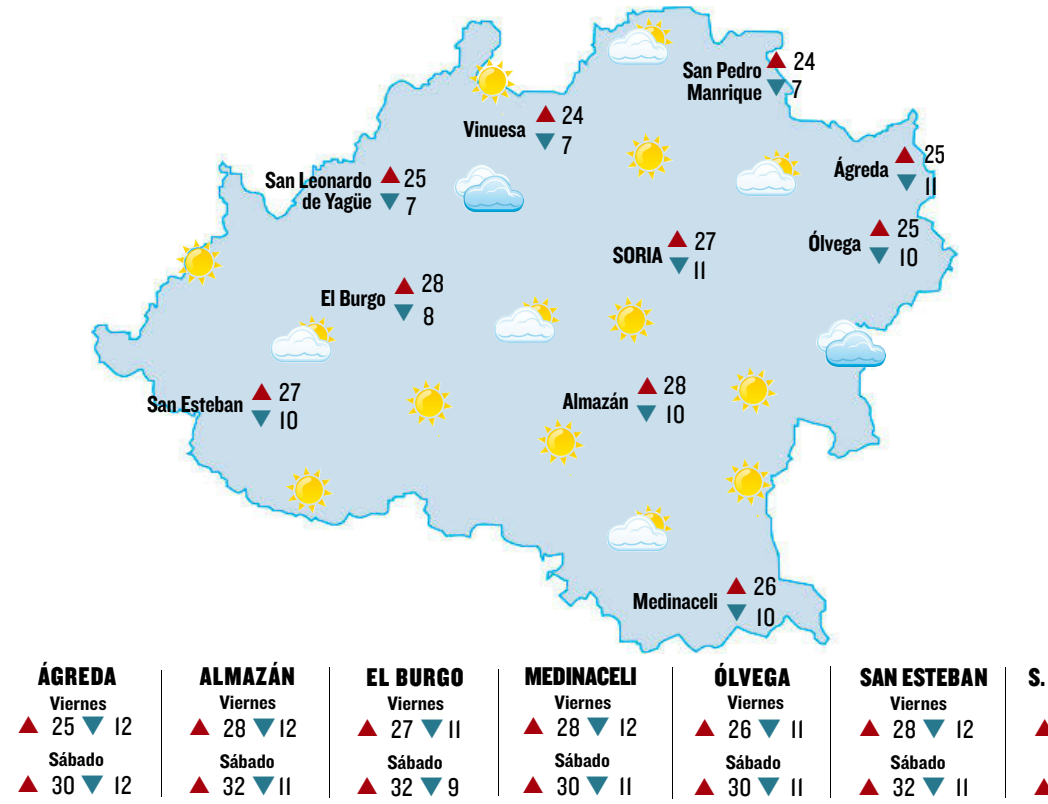 San Pedro
Manrique
24
7
Vinuesa
24
7
Ágreda
25
11
San Leonardo
de Yagüe
25
7
Ólvega
25
10
SORIA
27
11
El Burgo
28
8
San Esteban
27
10
Almazán
28
10
Medinaceli
26
10
ÁGREDA
Viernes
25 12
Sábado
30 12
ALMAZÁN
Viernes
28 12
Sábado
32 11
EL BURGO
Viernes
27 11
Sábado
32 9
MEDINACELI
Viernes
28 12
Sábado
30 11
ÓLVEGA
Viernes
26 11
Sábado
30 11
SAN ESTEBAN
Viernes
28 12
Sábado
32 11
S.